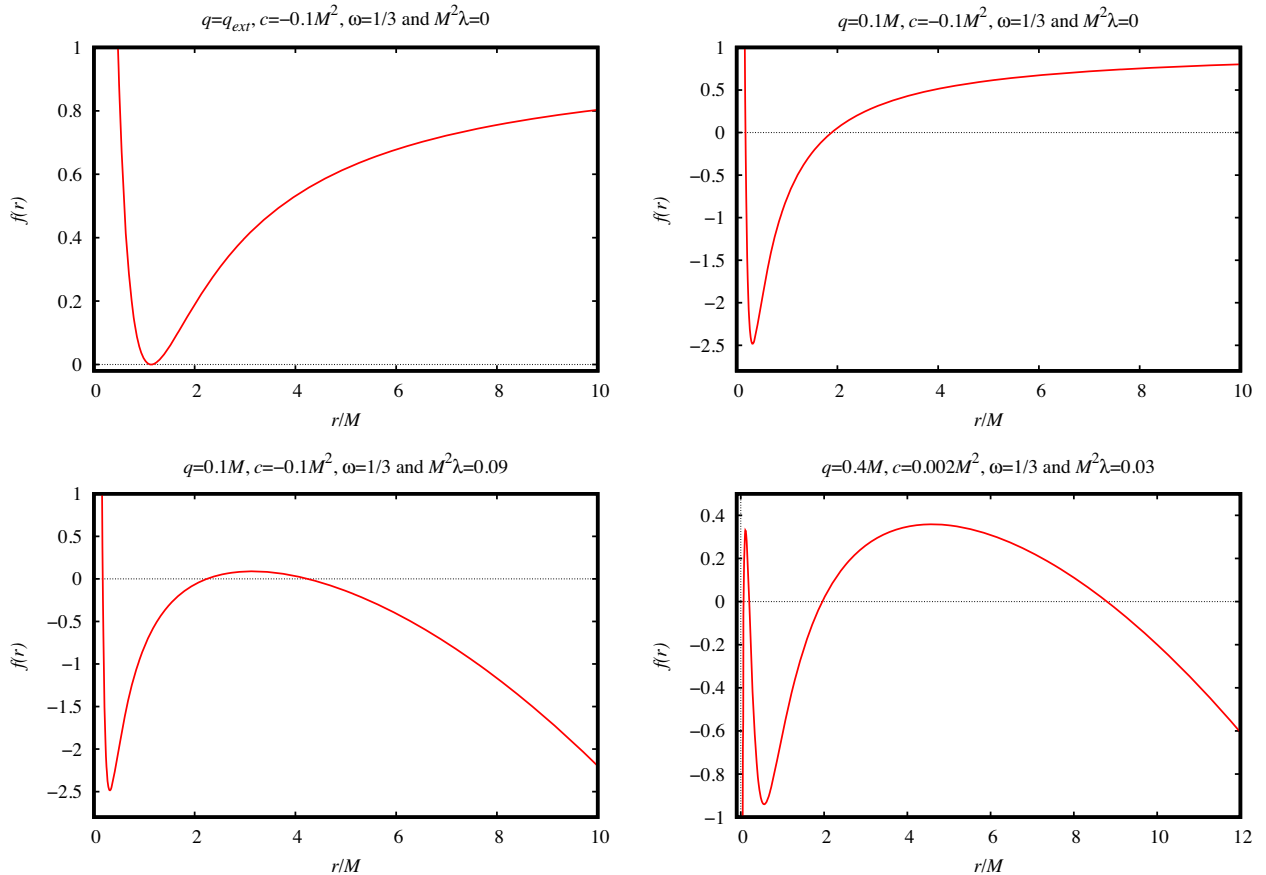 q=q_ext, c=−0.1M^2, ω=1/3 and M^2λ=0
1
0.8
0.6
0.4
0.2
0
f(r)
0 2 4 6 8 10
r/M
q=0.1M, c=−0.1M^2, ω=1/3 and M^2λ=0
1
0.5
0
−0.5
−1
−1.5
−2
−2.5
f(r)
0 2 4 6 8 10
r/M
q=0.1M, c=−0.1M^2, ω=1/3 and M^2λ=0.09
1
0.5
0
−0.5
−1
−1.5
−2
−2.5
f(r)
0 2 4 6 8 10
r/M
q=0.4M, c=0.002M^2, ω=1/3 and M^2λ=0.03
0.4
0.2
0
−0.2
−0.4
−0.6
−0.8
−1
f(r)
0 2 4 6 8 10 12
r/M